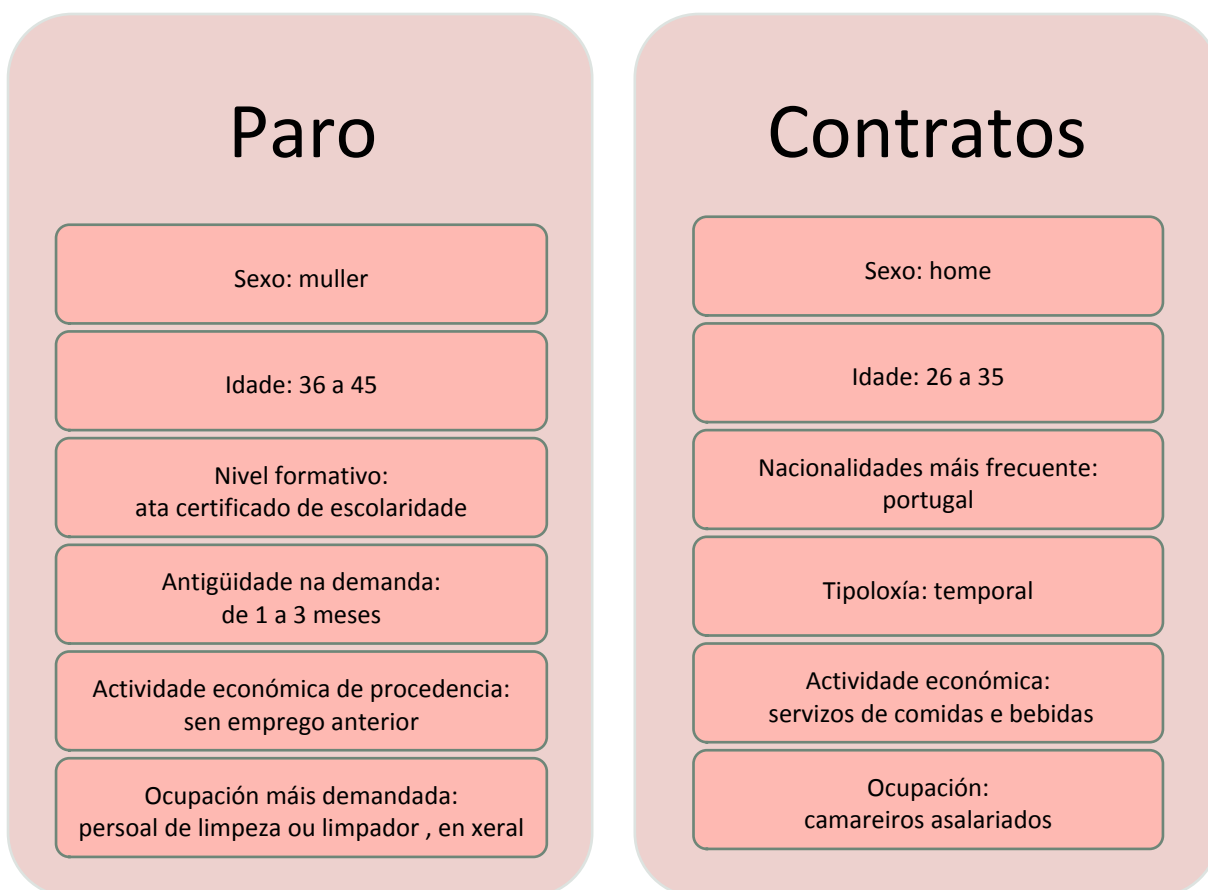 Paro
Sexo: muller
Idade: 36 a 45
Nivel formativo:
ata certificado de escolaridade
Antigüidade na demanda:
de 1 a 3 meses
Actividade económica de procedencia:
sen emprego anterior
Ocupación máis demandada:
persoal de limpeza ou limpador , en xeral
Contratos
Sexo: home
Idade: 26 a 35
Nacionalidades máis frecuente:
portugal
Tipoloxía: temporal
Actividade económica:
servizos de comidas e bebidas
Ocupación:
camareiros asalariados